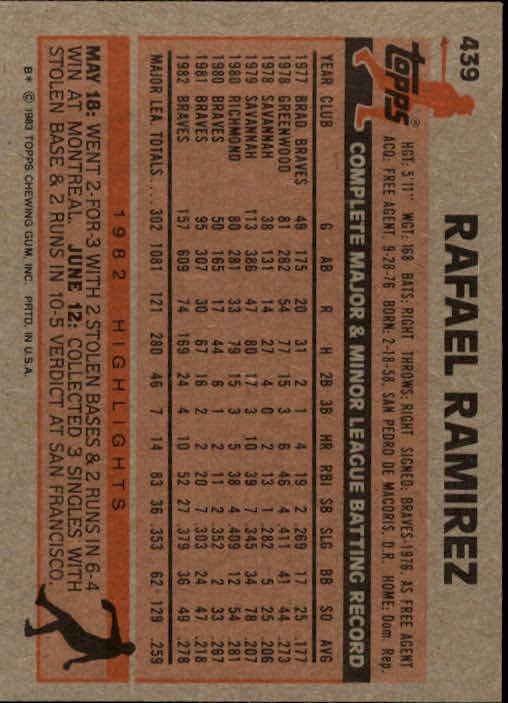 439
RAFAEL RAMIREZ
topps®
HGT: 5'11" WGT: 168 BATS: RIGHT THROWS: RIGHT SIGNED: BRAVES-1976, AS FREE AGENT
ACQ: FREE AGENT 9-28-76 BORN: 2-18-58, SAN PEDRO DE MACORIS, D.R. HOME: Dom. Rep.
COMPLETE MAJOR & MINOR LEAGUE BATTING RECORD
YEAR CLUB G AB R H 2B 3B HR RBI SB SLG BB SO AVG
1977 BRAD. BRAVES 49 175 20 31 2 1 4 19 2 .269 17 25 .177
1978 GREENWOOD 81 282 54 77 15 3 6 46 4 .411 41 44 .273
1978 SAVANNAH 38 131 14 27 4 0 2 13 1 .282 5 25 .206
1979 SAVANNAH 113 386 47 80 17 3 10 39 7 .345 34 78 .207
1980 RICHMOND 80 281 33 79 15 3 5 38 4 .409 12 54 .281
1980 BRAVES 50 165 17 44 6 1 2 11 2 .352 2 33 .267
1981 BRAVES 95 307 30 67 16 2 2 20 7 .303 24 47 .218
1982 BRAVES 157 609 74 169 24 4 10 52 27 .379 36 49 .278
MAJOR LEA. TOTALS.... 302 1081 121 280 46 7 14 83 36 .353 62 129 .259
1982 HIGHLIGHTS
MAY 18: WENT 2-FOR-3 WITH 2 STOLEN BASES & 2 RUNS IN 6-4
WIN AT MONTREAL. JUNE 12: COLLECTED 3 SINGLES WITH
STOLEN BASE & 2 RUNS IN 10-5 VERDICT AT SAN FRANCISCO.
B* © 1983 TOPPS CHEWING GUM, INC. PRTD. IN U.S.A.